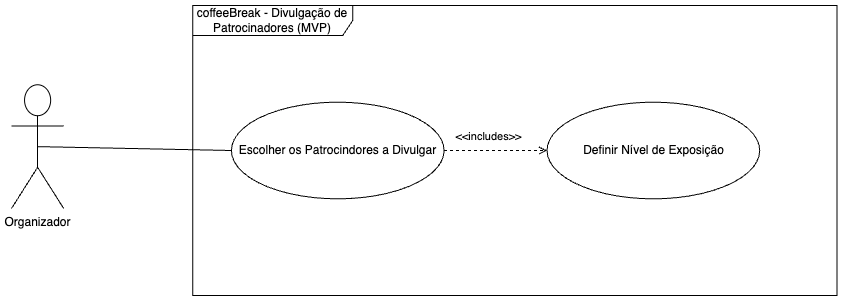 coffeeBreak - Divulgação de
Patrocinadores (MVP)
Escolher os Patrocindores a Divulgar
<<includes>>
Definir Nível de Exposição
Organizador